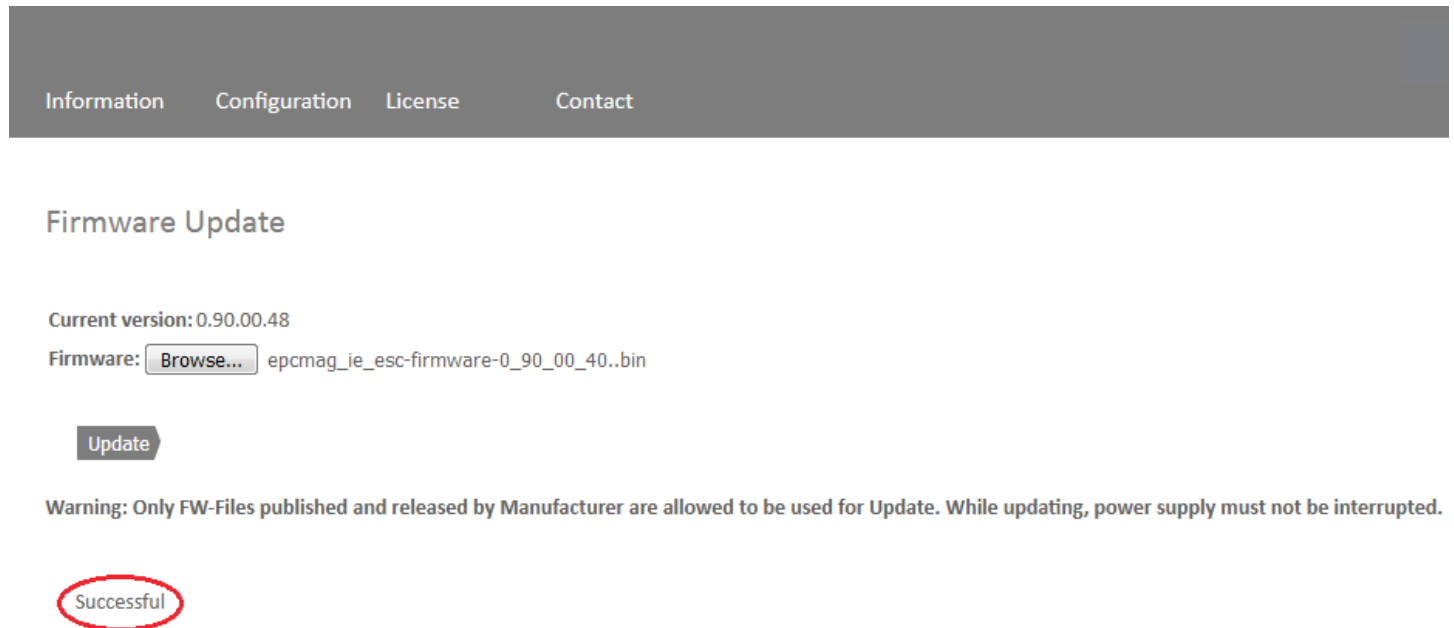 Information Configuration License Contact
Firmware Update
Current version: 0.90.00.48
Firmware: Browse... epcmag_ie_esc-firmware-0_90_00_40..bin
Update
Warning: Only FW-Files published and released by Manufacturer are allowed to be used for Update. While updating, power supply must not be interrupted.
Successful